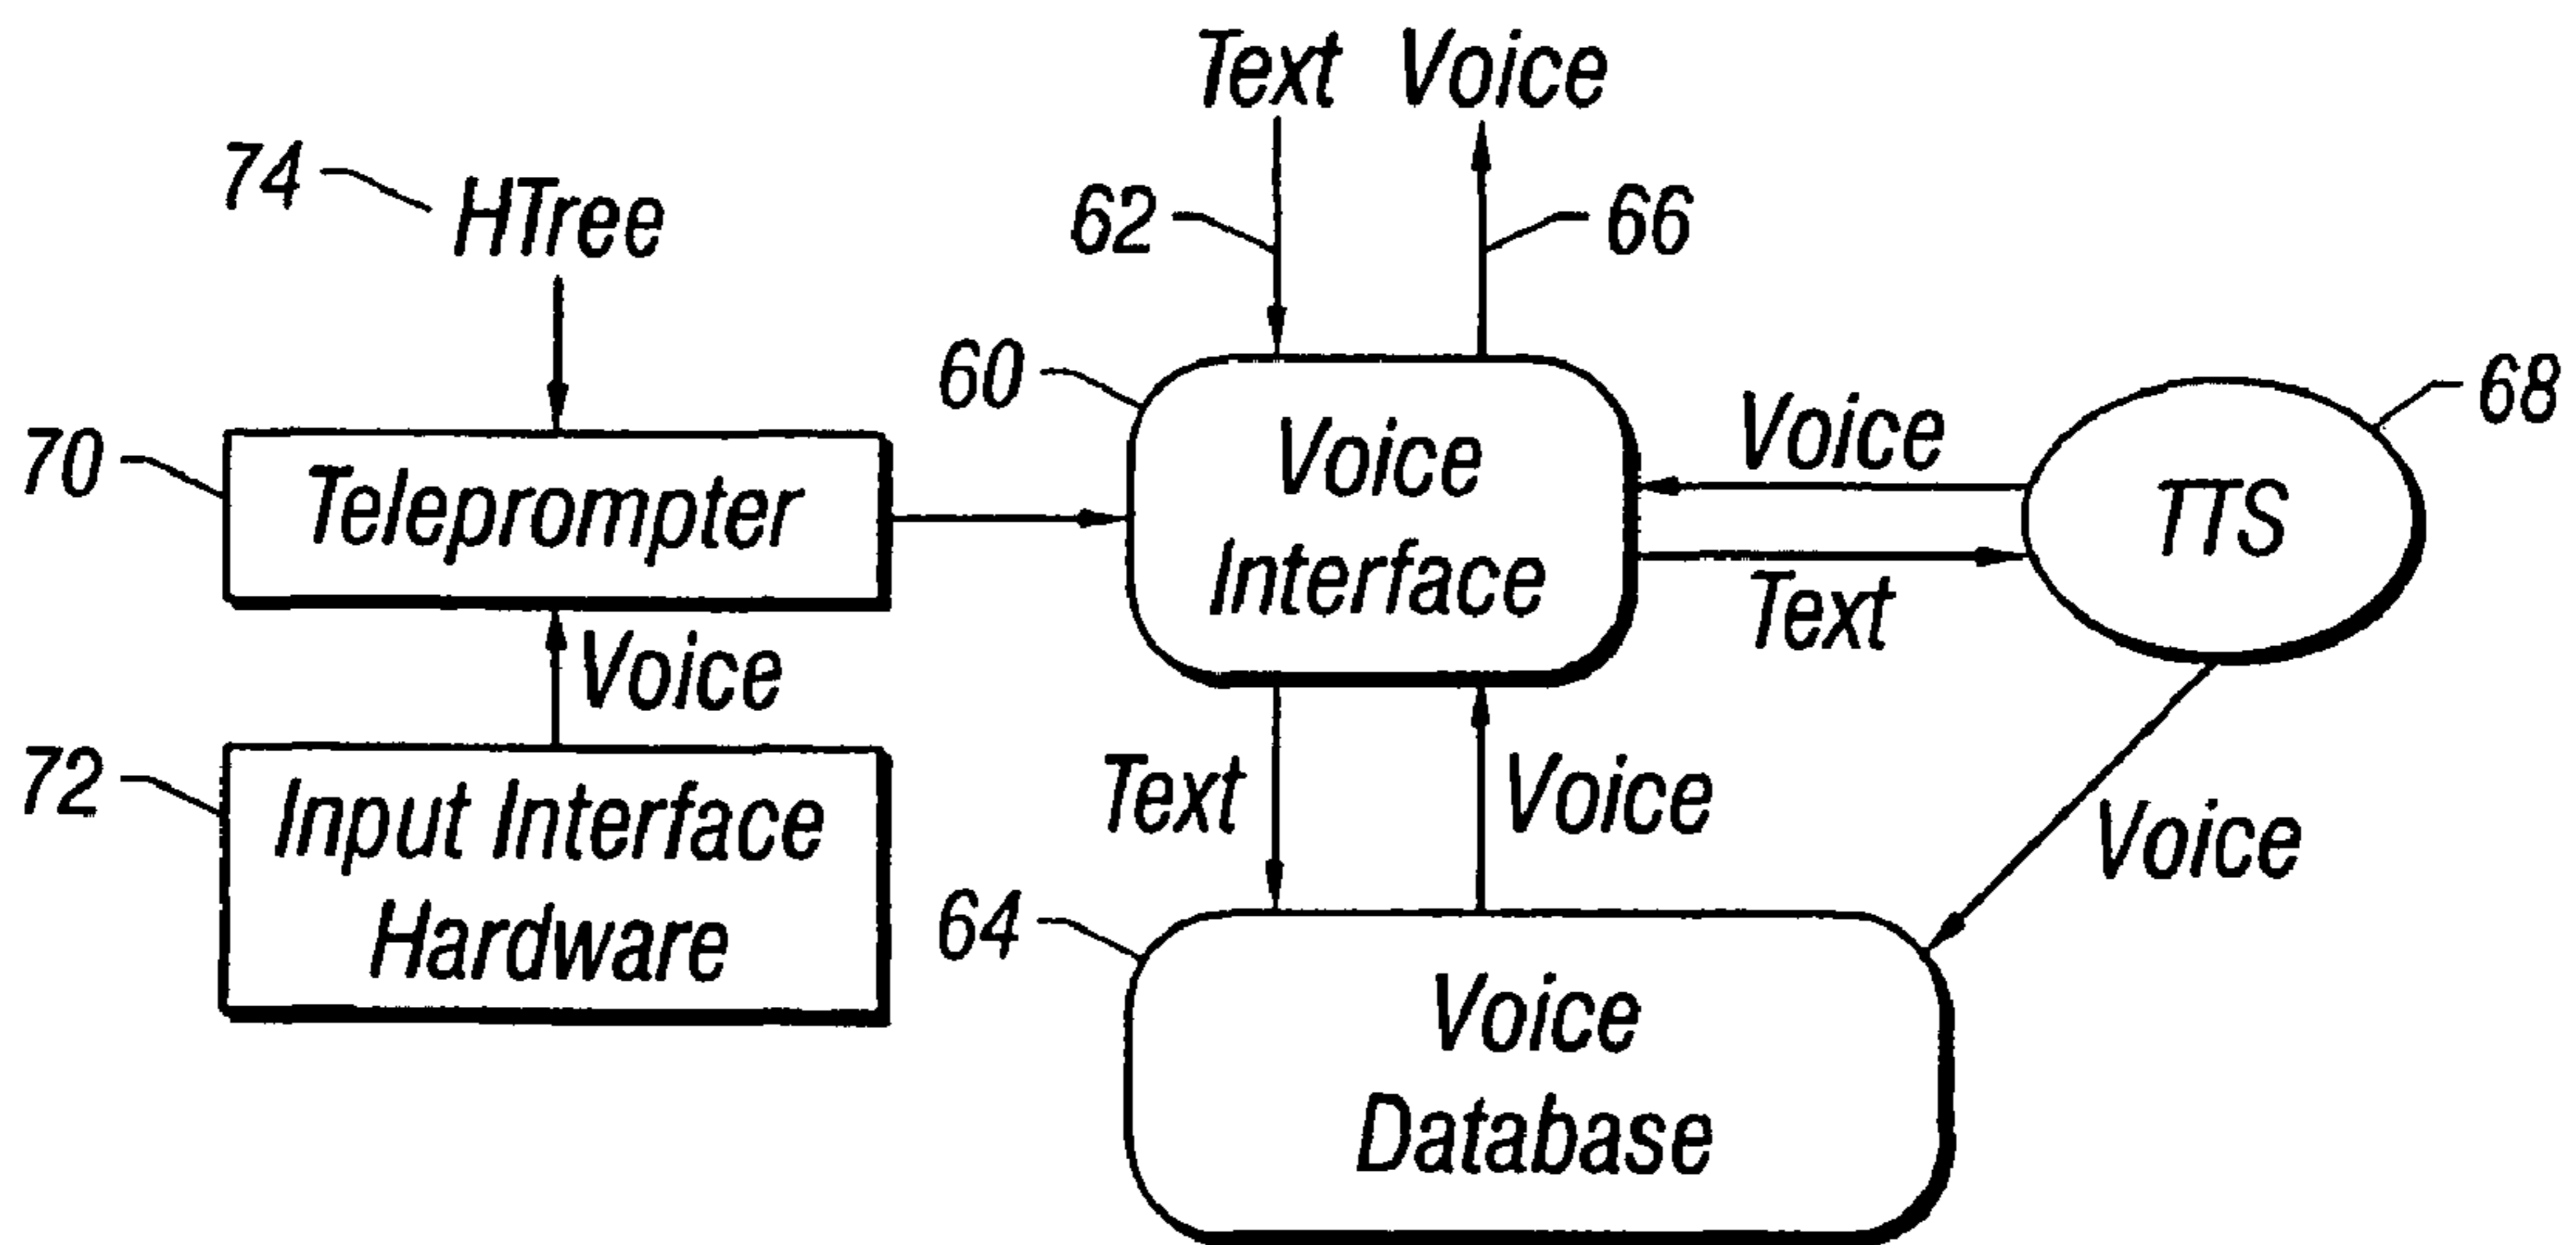 Text Voice
74
HTree
62
66
60
68
Voice
70
Teleprompter
Voice
Interface
TTS
Text
Voice
72
Input Interface
Hardware
Text
Voice
Voice
64
Voice
Database